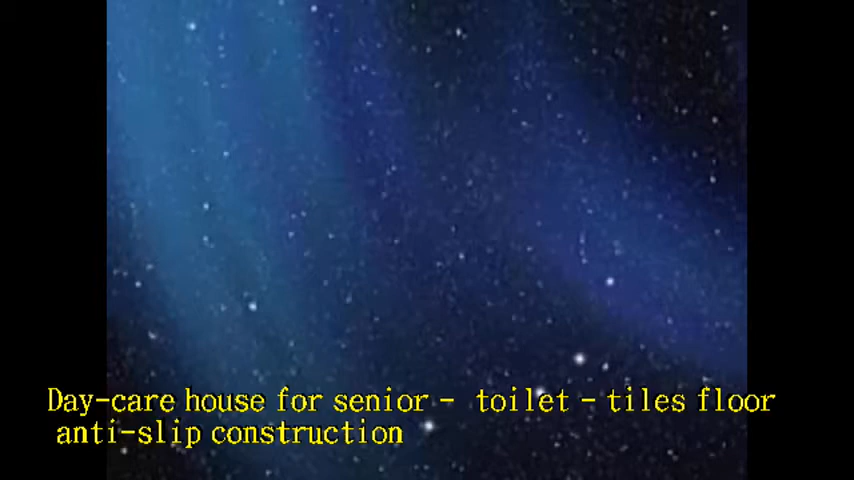 Day-care house for senior - toilet - tiles floor
anti-slip construction